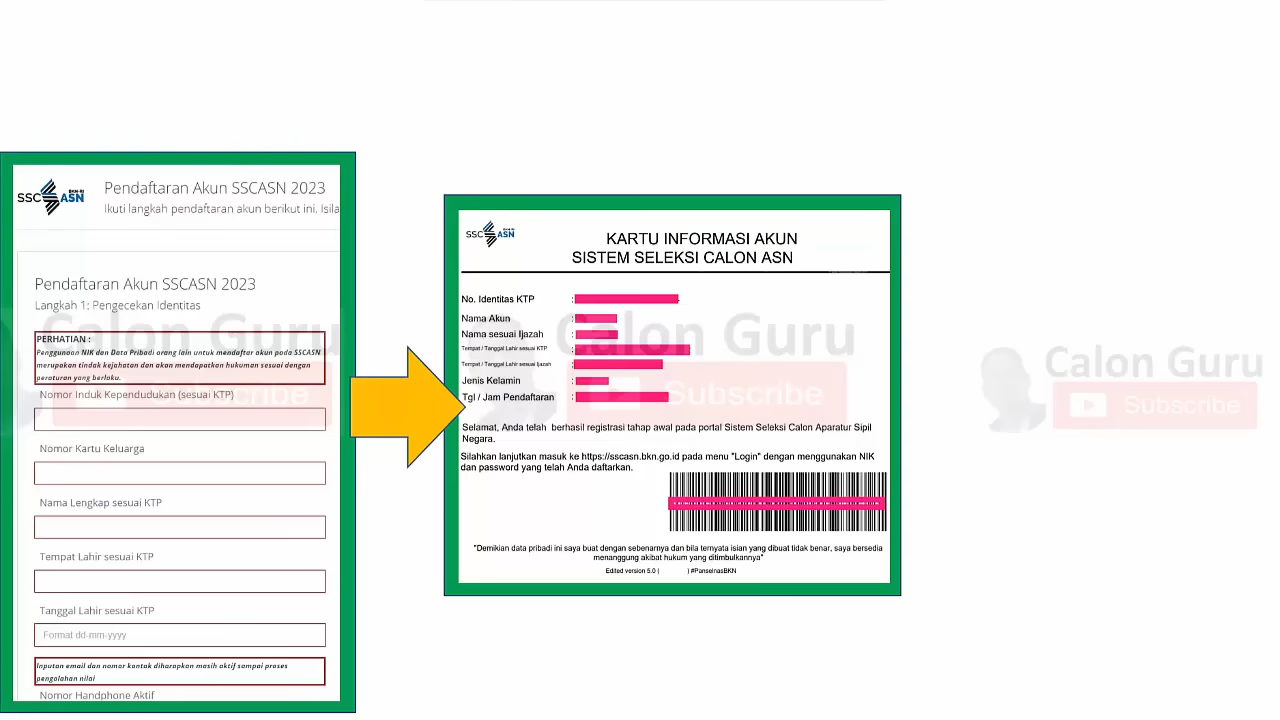 SSC ASN BKN-RI
Pendaftaran Akun SSCASN 2023
Ikuti langkah pendaftaran akun berikut ini. Isila
Pendaftaran Akun SSCASN 2023
Langkah 1: Pengecekan Identitas
PERHATIAN :
Penggunaan NIK dan Data Pribadi orang lain untuk mendaftar akun pada SSCASN
merupakan tindak kejahatan dan akan mendapatkan hukuman sesuai dengan
peraturan yang berlaku.
Nomor Induk Kependudukan (sesuai KTP)
Nomor Kartu Keluarga
Nama Lengkap sesuai KTP
Tempat Lahir sesuai KTP
Tanggal Lahir sesuai KTP
Format dd-mm-yyyy
Inputan email dan nomor kontak diharapkan masih aktif sampai proses
pengolahan nilai
Nomor Handphone Aktif
SSC ASN
KARTU INFORMASI AKUN
SISTEM SELEKSI CALON ASN
No. Identitas KTP :
Nama Akun :
Nama sesuai Ijazah :
Tempat / Tanggal Lahir sesuai KTP :
Tempat / Tanggal Lahir sesuai Ijazah :
Jenis Kelamin :
Tgl / Jam Pendaftaran :
Selamat, Anda telah berhasil registrasi tahap awal pada portal Sistem Seleksi Calon Aparatur Sipil
Negara.
Silahkan lanjutkan masuk ke https://sscasn.bkn.go.id pada menu "Login" dengan menggunakan NIK
dan password yang telah Anda daftarkan.
"Demikian data pribadi ini saya buat dengan sebenarnya dan bila ternyata isian yang dibuat tidak benar, saya bersedia
menanggung akibat hukum yang ditimbulkannya"
Edited version 5.0 ( ) #PanselnasBKN
Calon Guru
Subscribe
Calon Guru
Subscribe
Calon Guru
Subscribe